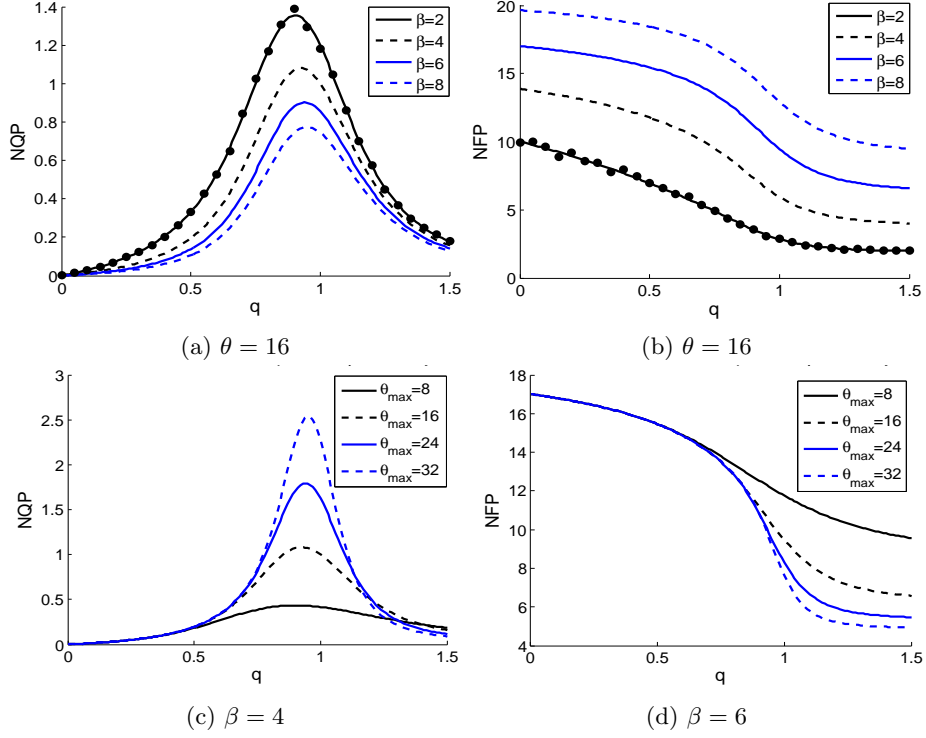 1.4
1.2
1
0.8
0.6
0.4
0.2
0
NQP
0 0.5 1 1.5
q
β=2
β=4
β=6
β=8
(a) θ = 16
20
15
10
5
0
NFP
0 0.5 1 1.5
q
β=2
β=4
β=6
β=8
(b) θ = 16
3
2.5
2
1.5
1
0.5
0
NQP
0 0.5 1 1.5
q
θmax=8
θmax=16
θmax=24
θmax=32
(c) β = 4
18
16
14
12
10
8
6
4
NFP
0 0.5 1 1.5
q
θmax=8
θmax=16
θmax=24
θmax=32
(d) β = 6